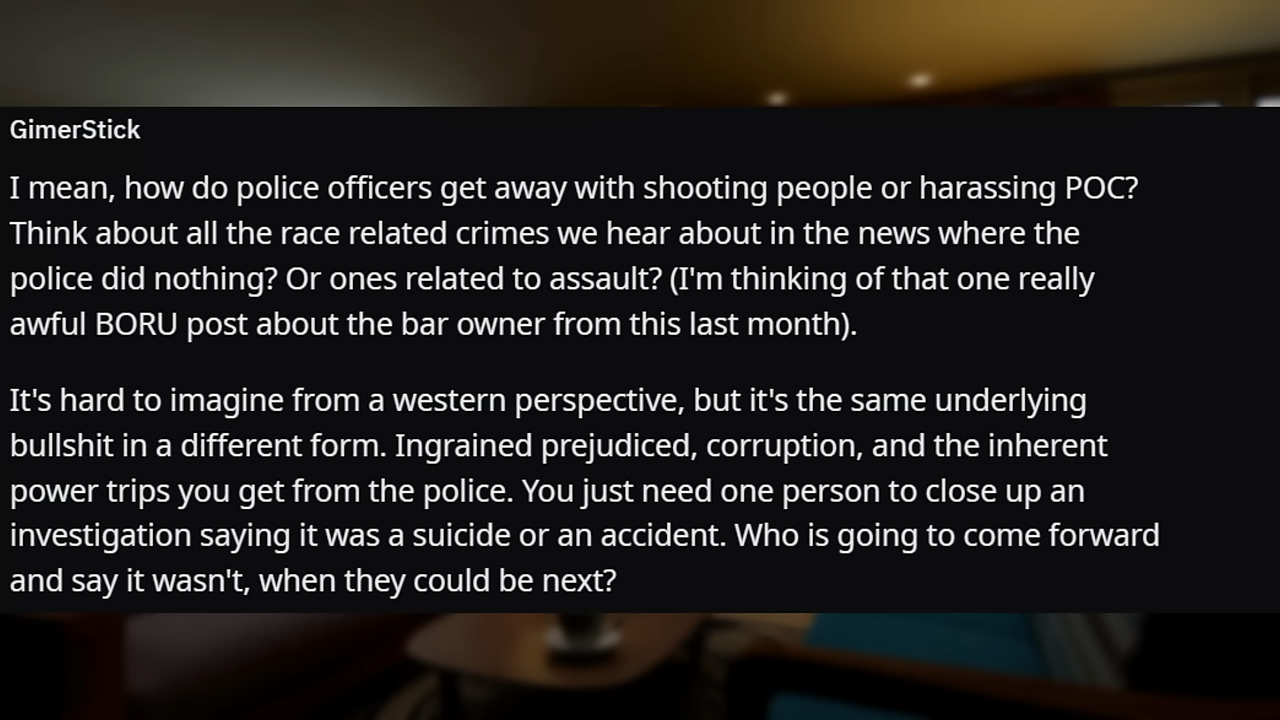 GimerStick
I mean, how do police officers get away with shooting people or harassing POC?
Think about all the race related crimes we hear about in the news where the
police did nothing? Or ones related to assault? (I'm thinking of that one really
awful BORU post about the bar owner from this last month).
It's hard to imagine from a western perspective, but it's the same underlying
bullshit in a different form. Ingrained prejudiced, corruption, and the inherent
power trips you get from the police. You just need one person to close up an
investigation saying it was a suicide or an accident. Who is going to come forward
and say it wasn't, when they could be next?